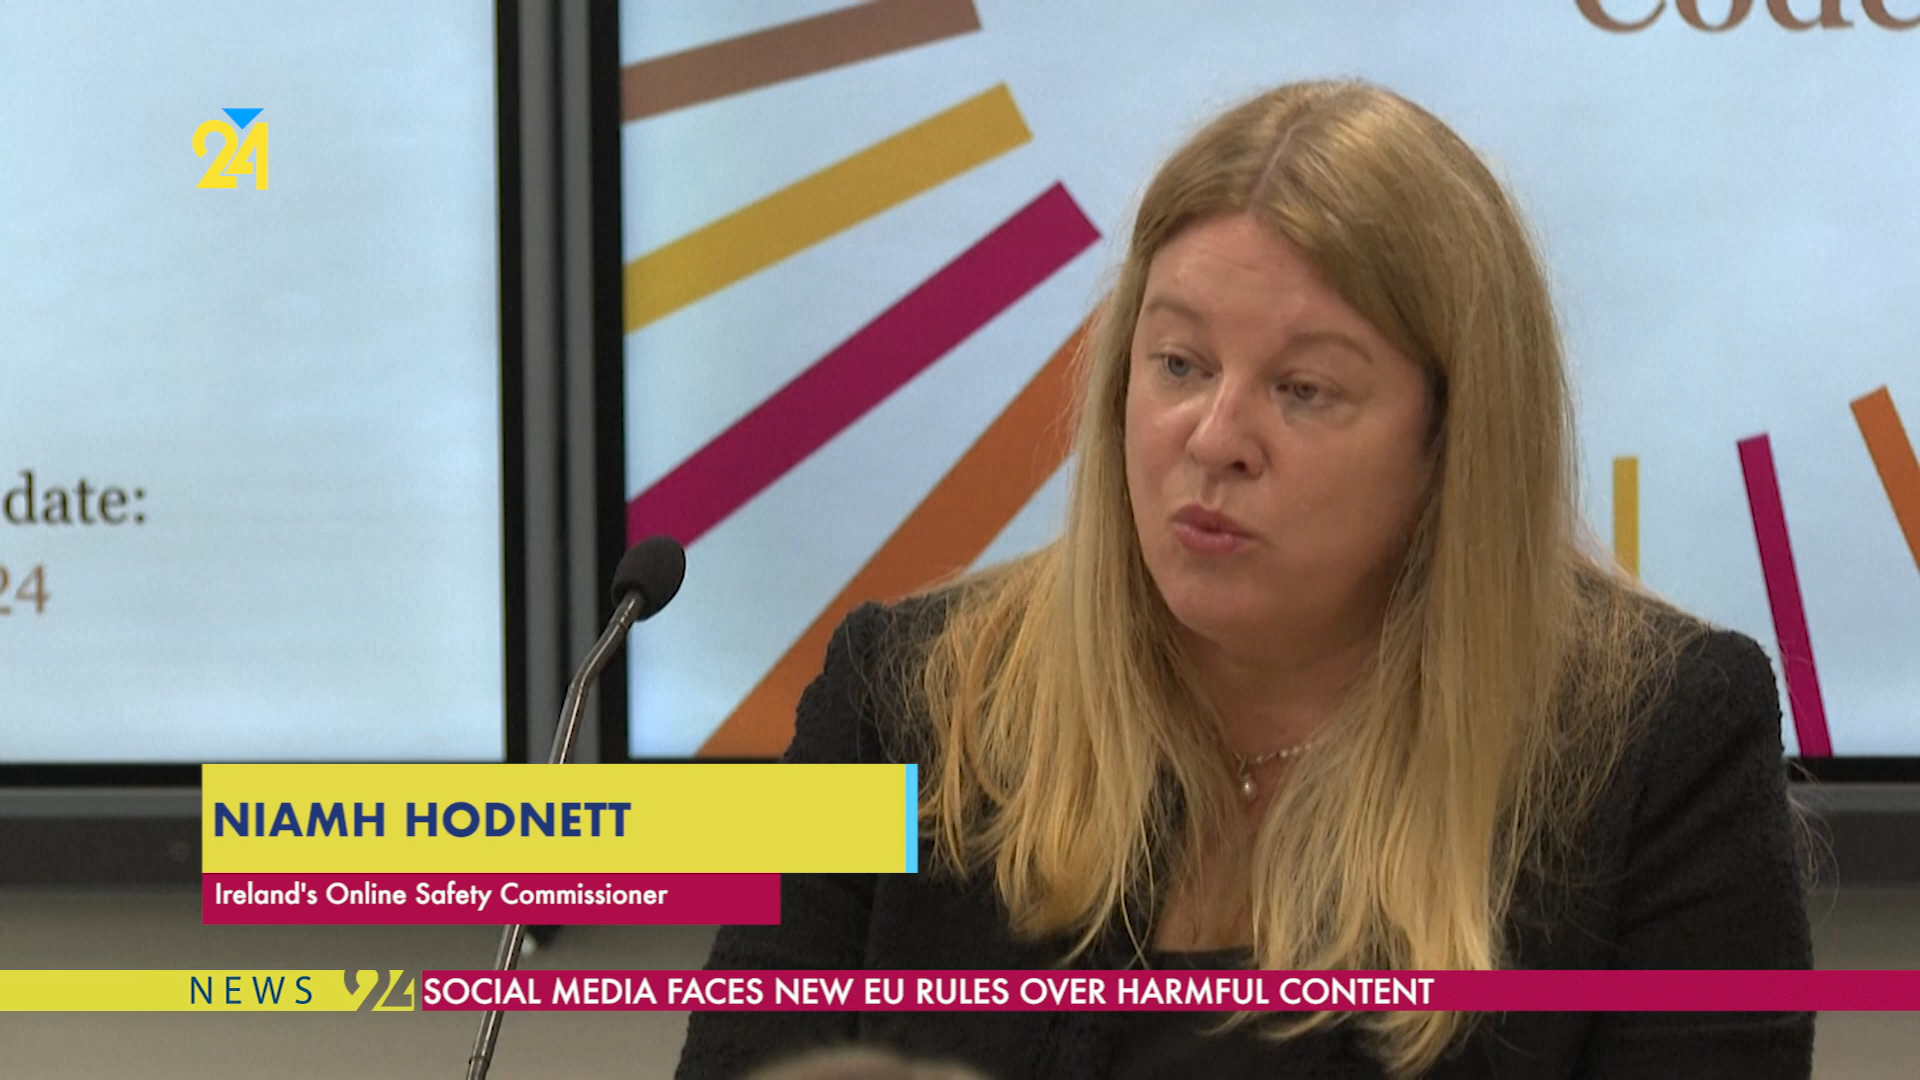 Code
24
date:
24
NIAMH HODNETT
Ireland's Online Safety Commissioner
NEWS 24 SOCIAL MEDIA FACES NEW EU RULES OVER HARMFUL CONTENT